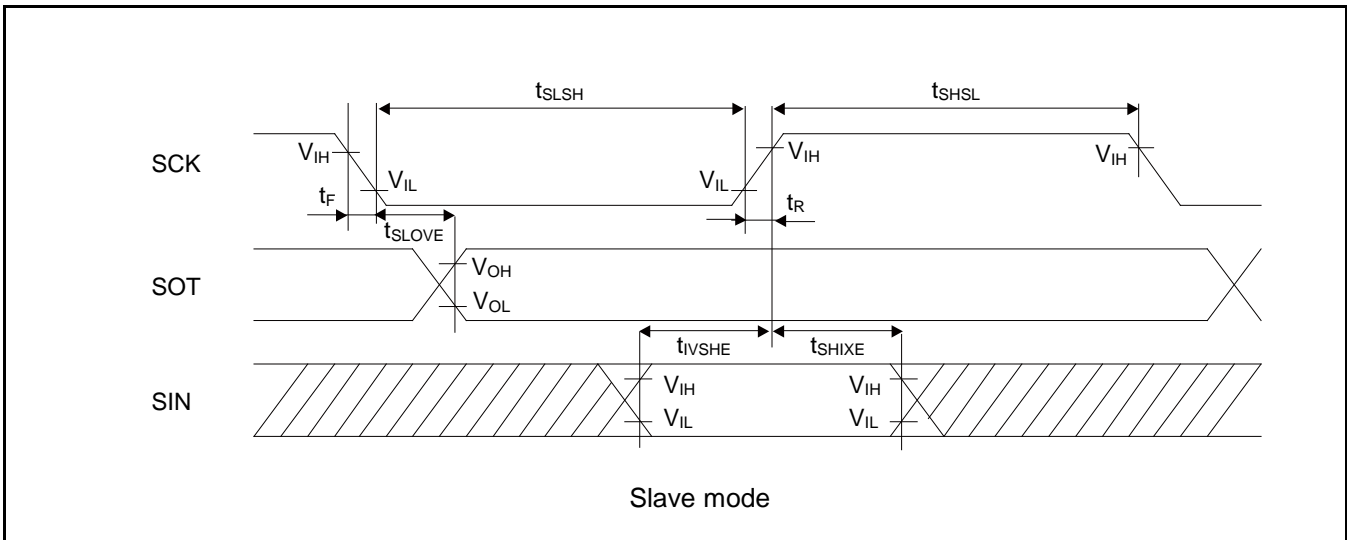 tSLSH
tSHSL
SCK
VIH
VIL
VIL
VIH
VIH
tF
tR
tSLOVE
SOT
VOH
VOL
tIVSHE
tSHIXE
SIN
VIH
VIL
VIH
VIL
Slave mode